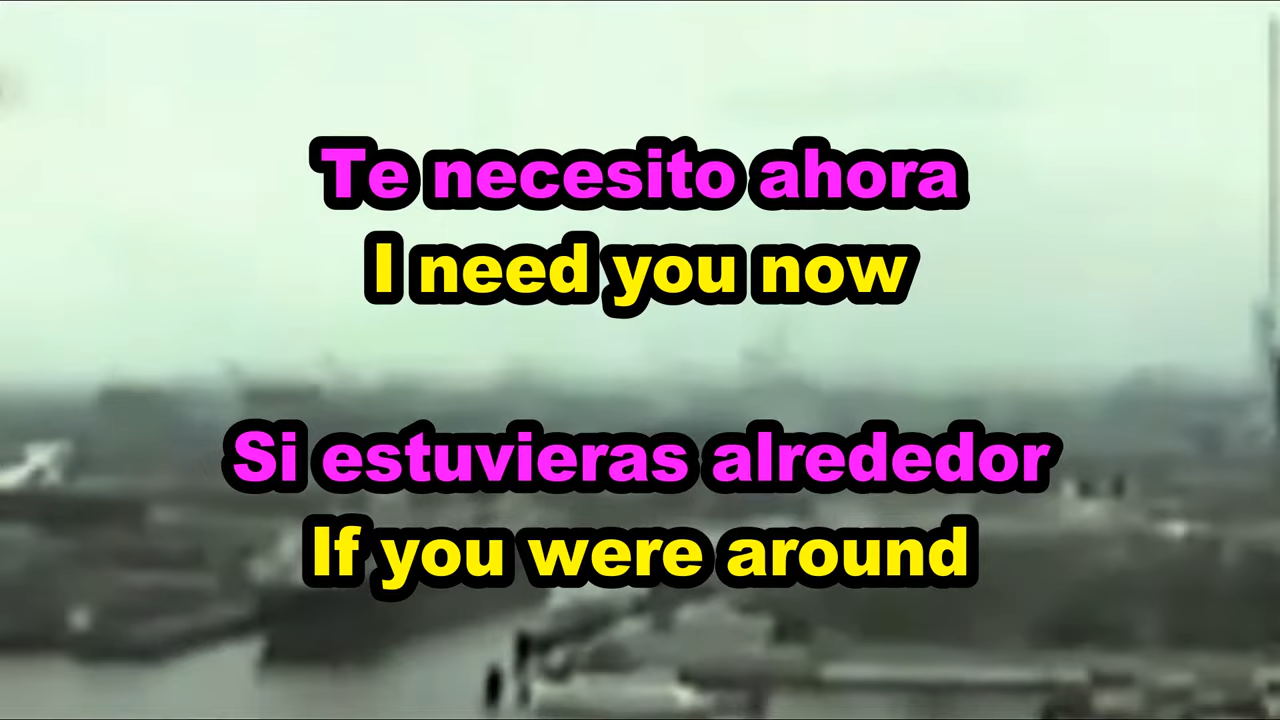 Te necesito ahora
I need you now
Si estuvieras alrededor
If you were around